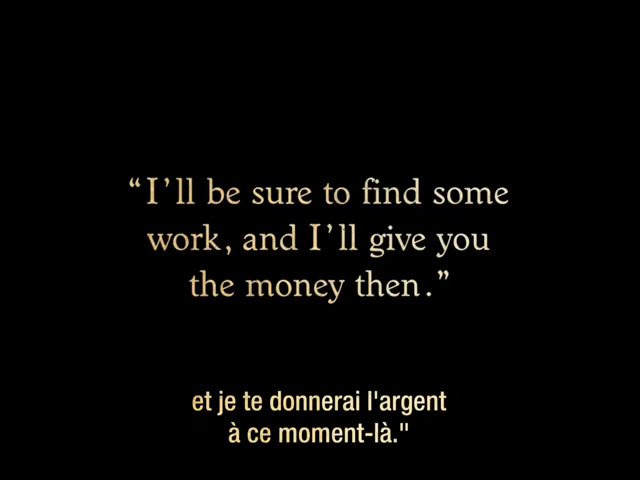 “I’ll be sure to find some
work, and I’ll give you
the money then.”
et je te donnerai l'argent
à ce moment-là."